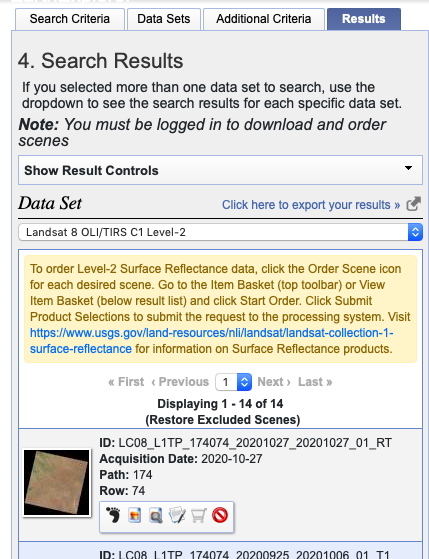 Search Criteria
Data Sets
Additional Criteria
Results
4. Search Results
If you selected more than one data set to search, use the
dropdown to see the search results for each specific data set.
Note: You must be logged in to download and order
scenes
Show Result Controls
Data Set
Click here to export your results »
Landsat 8 OLI/TIRS C1 Level-2
To order Level-2 Surface Reflectance data, click the Order Scene icon
for each desired scene. Go to the Item Basket (top toolbar) or View
Item Basket (below result list) and click Start Order. Click Submit
Product Selections to submit the request to the processing system. Visit
https://www.usgs.gov/land-resources/nli/landsat/landsat-collection-1-
surface-reflectance for information on Surface Reflectance products.
« First ‹ Previous 1 Next › Last »
Displaying 1 - 14 of 14
(Restore Excluded Scenes)
ID: LC08_L1TP_174074_20201027_20201027_01_RT
Acquisition Date: 2020-10-27
Path: 174
Row: 74
ID: LC08_L1TP_174074_20200925_20201006_01_T1